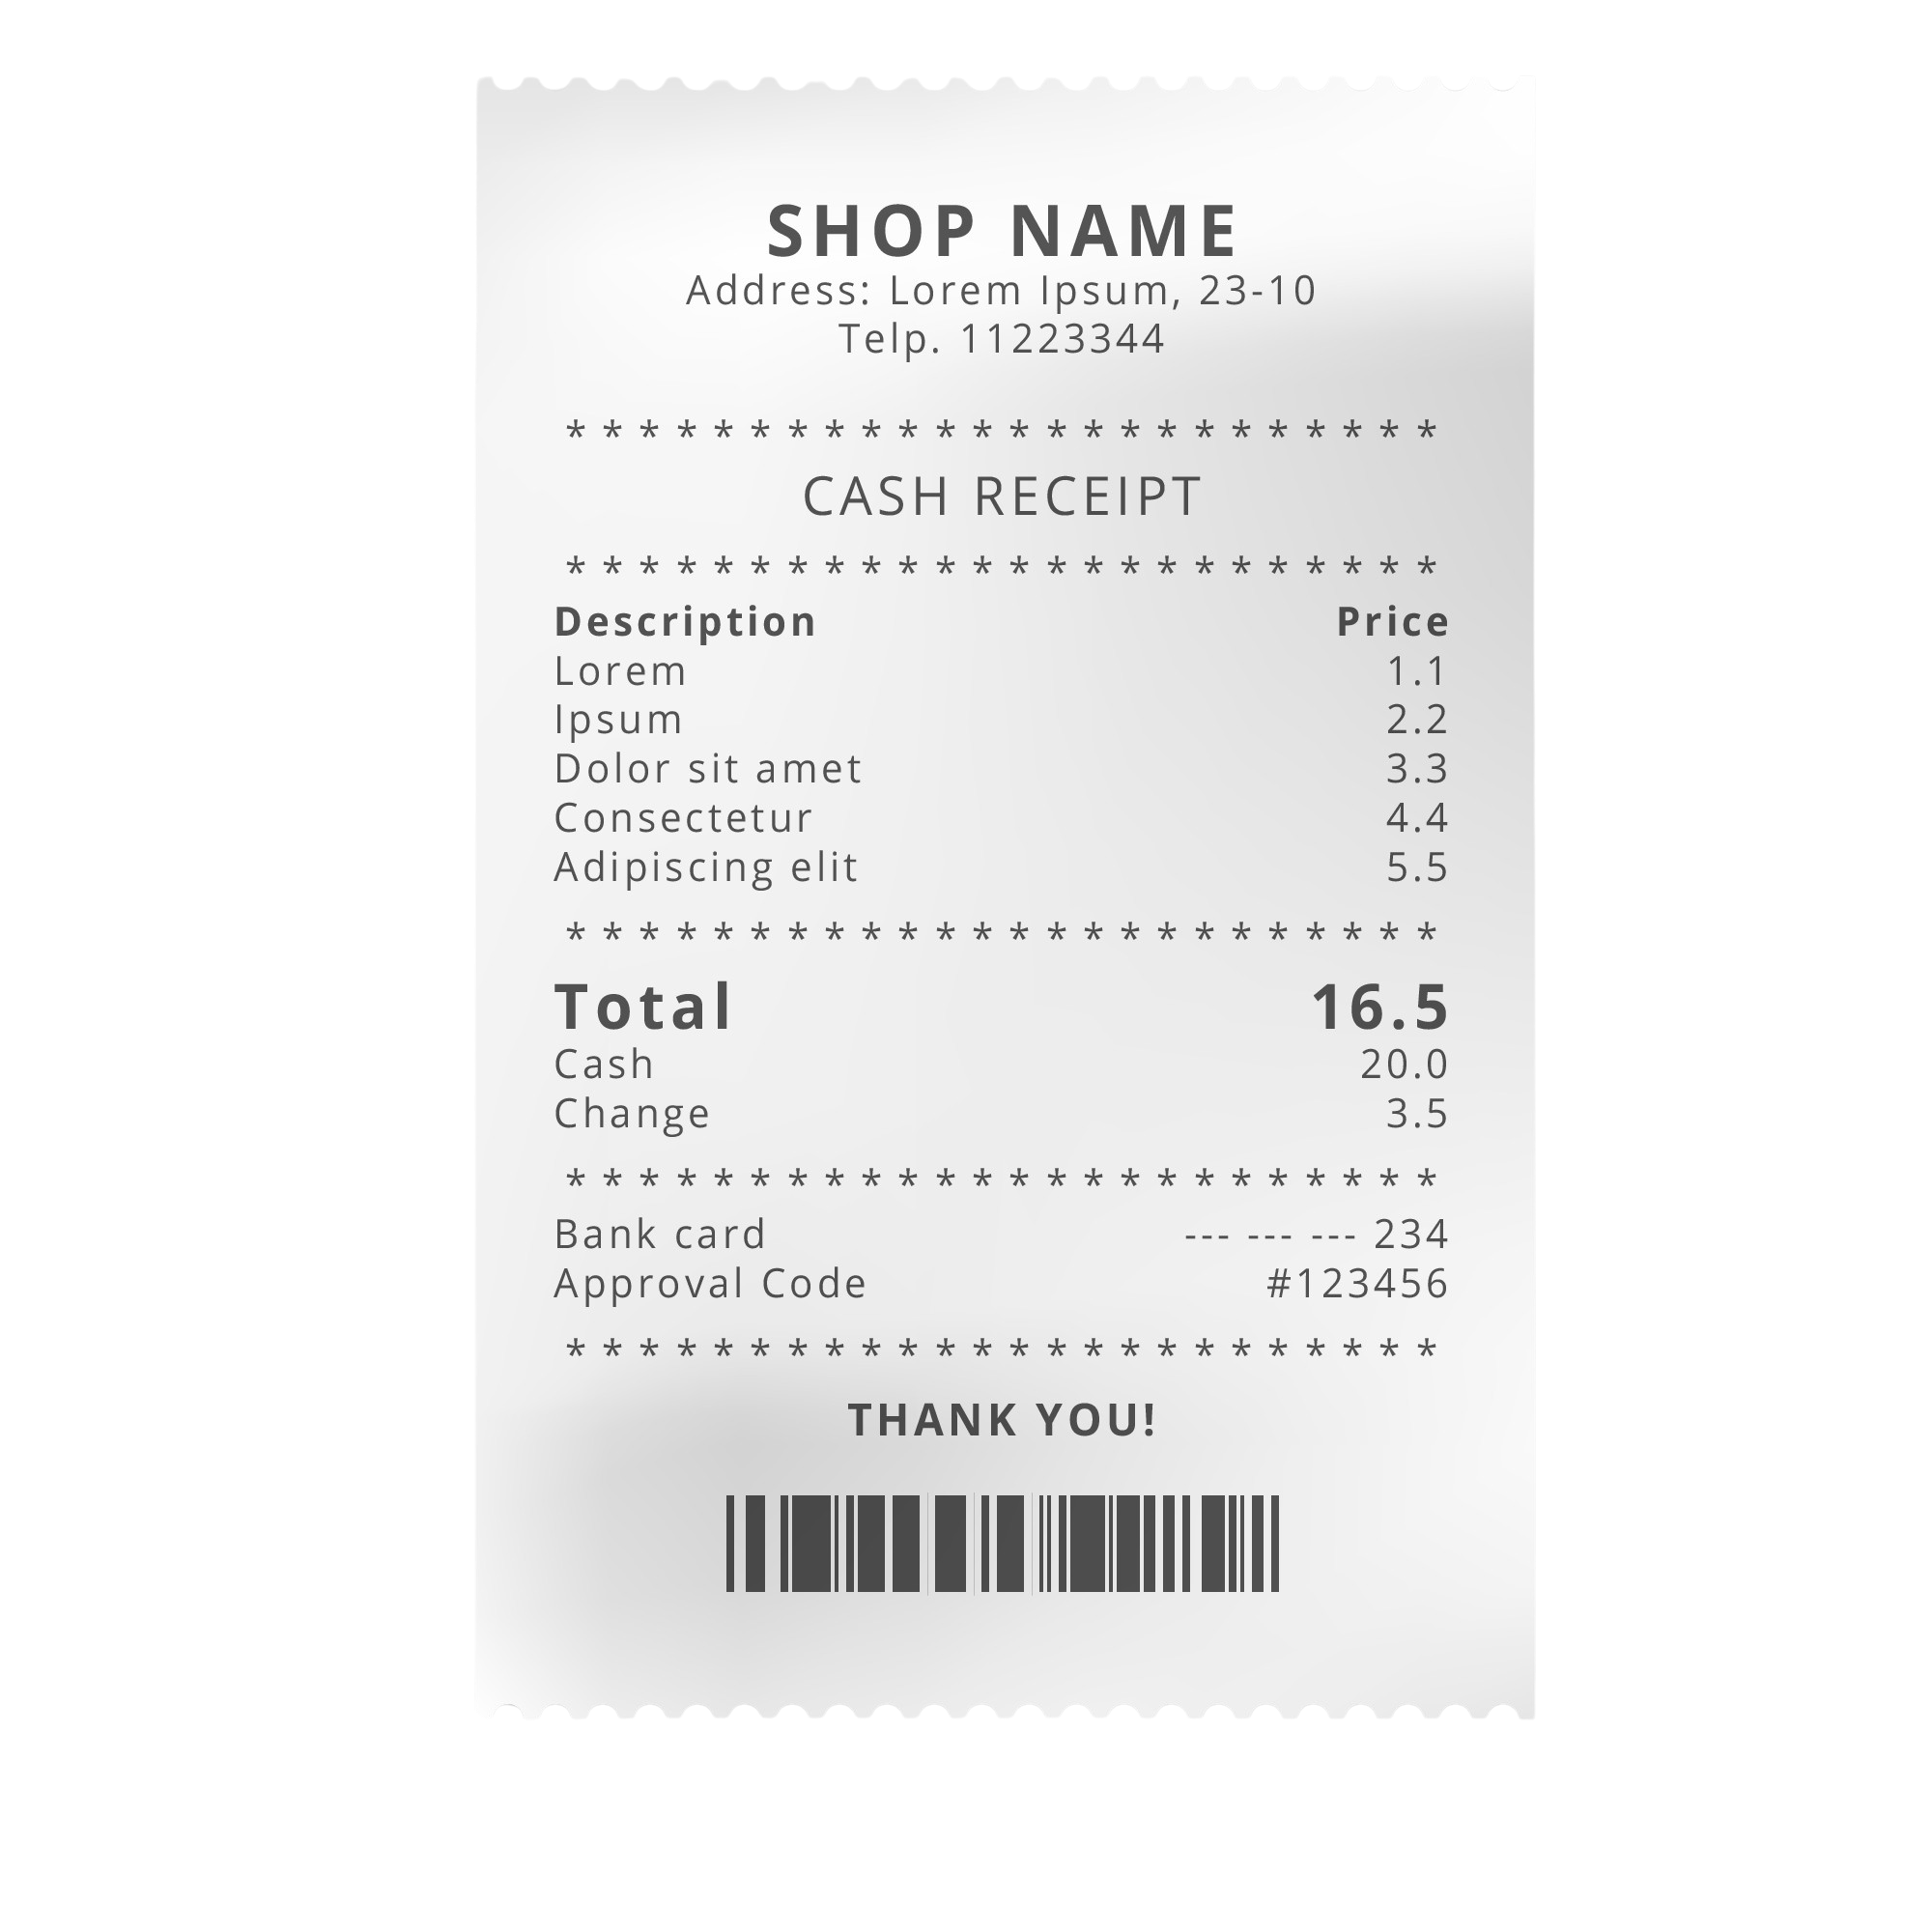 SHOP NAME
Address: Lorem Ipsum, 23-10
Telp. 11223344
* * * * * * * * * * * * * * * * * * * * * * * *
CASH RECEIPT
* * * * * * * * * * * * * * * * * * * * * * * *
Description Price
Lorem 1.1
Ipsum 2.2
Dolor sit amet 3.3
Consectetur 4.4
Adipiscing elit 5.5
* * * * * * * * * * * * * * * * * * * * * * * *
Total 16.5
Cash 20.0
Change 3.5
* * * * * * * * * * * * * * * * * * * * * * * *
Bank card --- --- --- 234
Approval Code #123456
* * * * * * * * * * * * * * * * * * * * * * * *
THANK YOU!